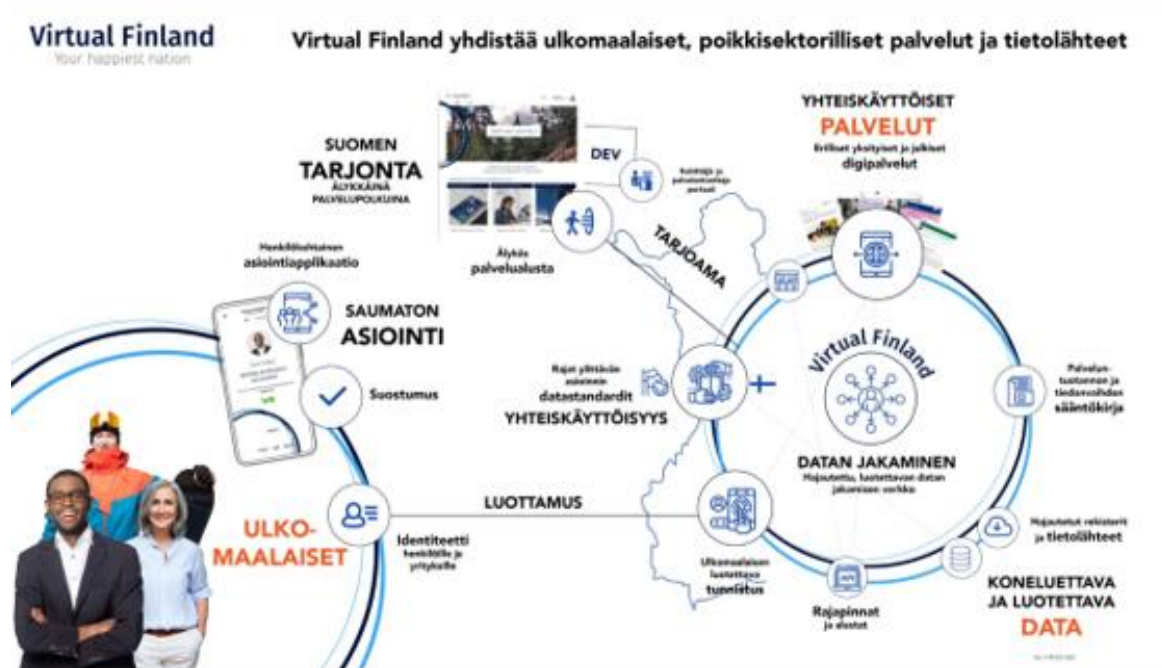 Virtual Finland
Your happiest nation
Virtual Finland yhdistää ulkomaalaiset, poikkisektorilliset palvelut ja tietolähteet
SUOMEN
TARJONTA
ÄLYKKÄINÄ
PALVELUPOLKUINA
DEV
Älykäs
palvelualusta
TARJOAMA
YHTEISKÄYTTÖISET
PALVELUT
Erilliset yksityiset ja julkiset
digipalvelut
Henkilökohtainen
asiointiapplikaatio
SAUMATON
ASIOINTI
Suostumus
Rajat ylittävän
asioinnin
datastandardit
YHTEISKÄYTTÖISYYS
Virtual Finland
DATAN JAKAMINEN
Hajautettu, luotettavan datan
jakamisen verkko
Palvelun-
tuotannon ja
tiedonvaihdon
sääntökirja
ULKO-
MAALAISET
Identiteetti
henkilöille ja
yrityksille
LUOTTAMUS
Ulkomaalaisen
luotettava
tunnistus
API
Rajapinnat
ja alustat
Hajautetut rekisterit
ja tietolähteet
KONELUETTAVA
JA LUOTETTAVA
DATA